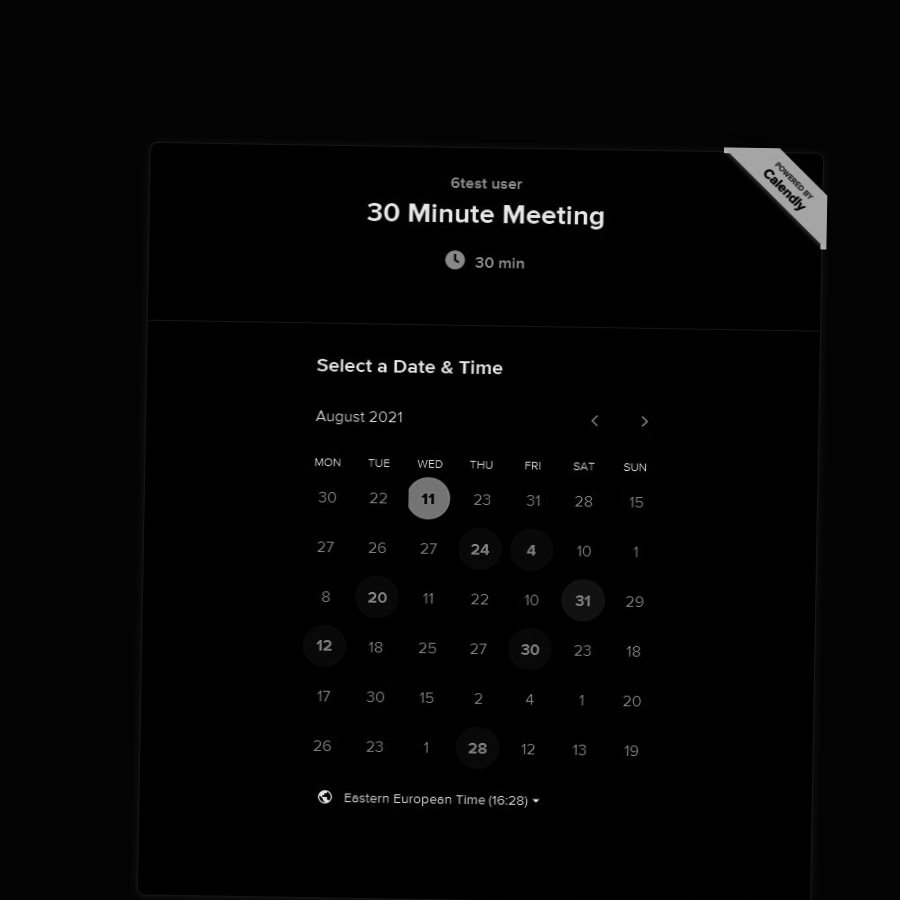 POWERED BY
Calendly
6test user
30 Minute Meeting
30 min
Select a Date & Time
August 2021
MON TUE WED THU FRI SAT SUN
30 22 11 23 31 28 15
27 26 27 24 4 10 1
8 20 11 22 10 31 29
12 18 25 27 30 23 18
17 30 15 2 4 1 20
26 23 1 28 12 13 19
Eastern European Time (16:28)